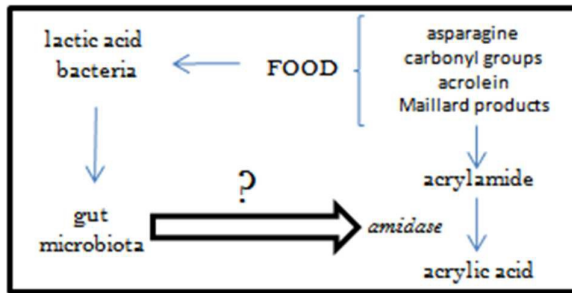 lactic acid
bacteria
FOOD
asparagine
carbonyl groups
acrolein
Maillard products
?
gut
microbiota
acrylamide
amidase
acrylic acid